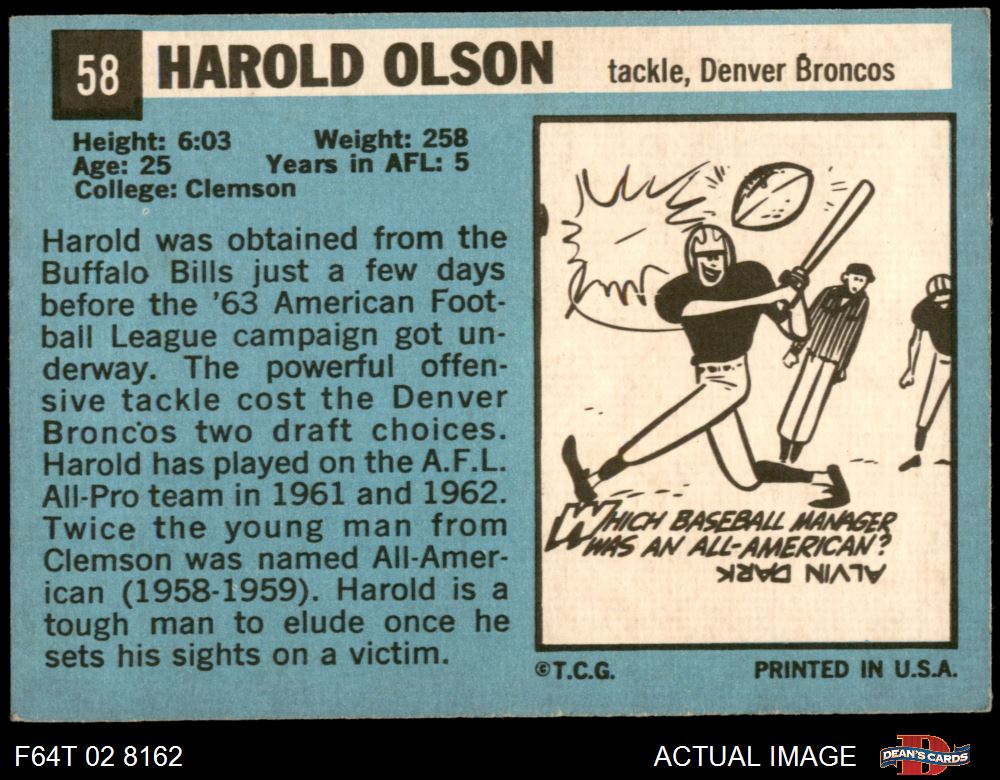 58 HAROLD OLSON tackle, Denver Broncos
Height: 6:03 Weight: 258
Age: 25 Years in AFL: 5
College: Clemson
Harold was obtained from the
Buffalo Bills just a few days
before the '63 American Foot-
ball League campaign got un-
derway. The powerful offen-
sive tackle cost the Denver
Broncos two draft choices.
Harold has played on the A.F.L.
All-Pro team in 1961 and 1962.
Twice the young man from
Clemson was named All-Amer-
ican (1958-1959). Harold is a
tough man to elude once he
sets his sights on a victim.
WHICH BASEBALL MANAGER
WAS AN ALL-AMERICAN?
ALVIN DARK
©T.C.G. PRINTED IN U.S.A.
F64T 02 8162 ACTUAL IMAGE DEAN'S CARDS